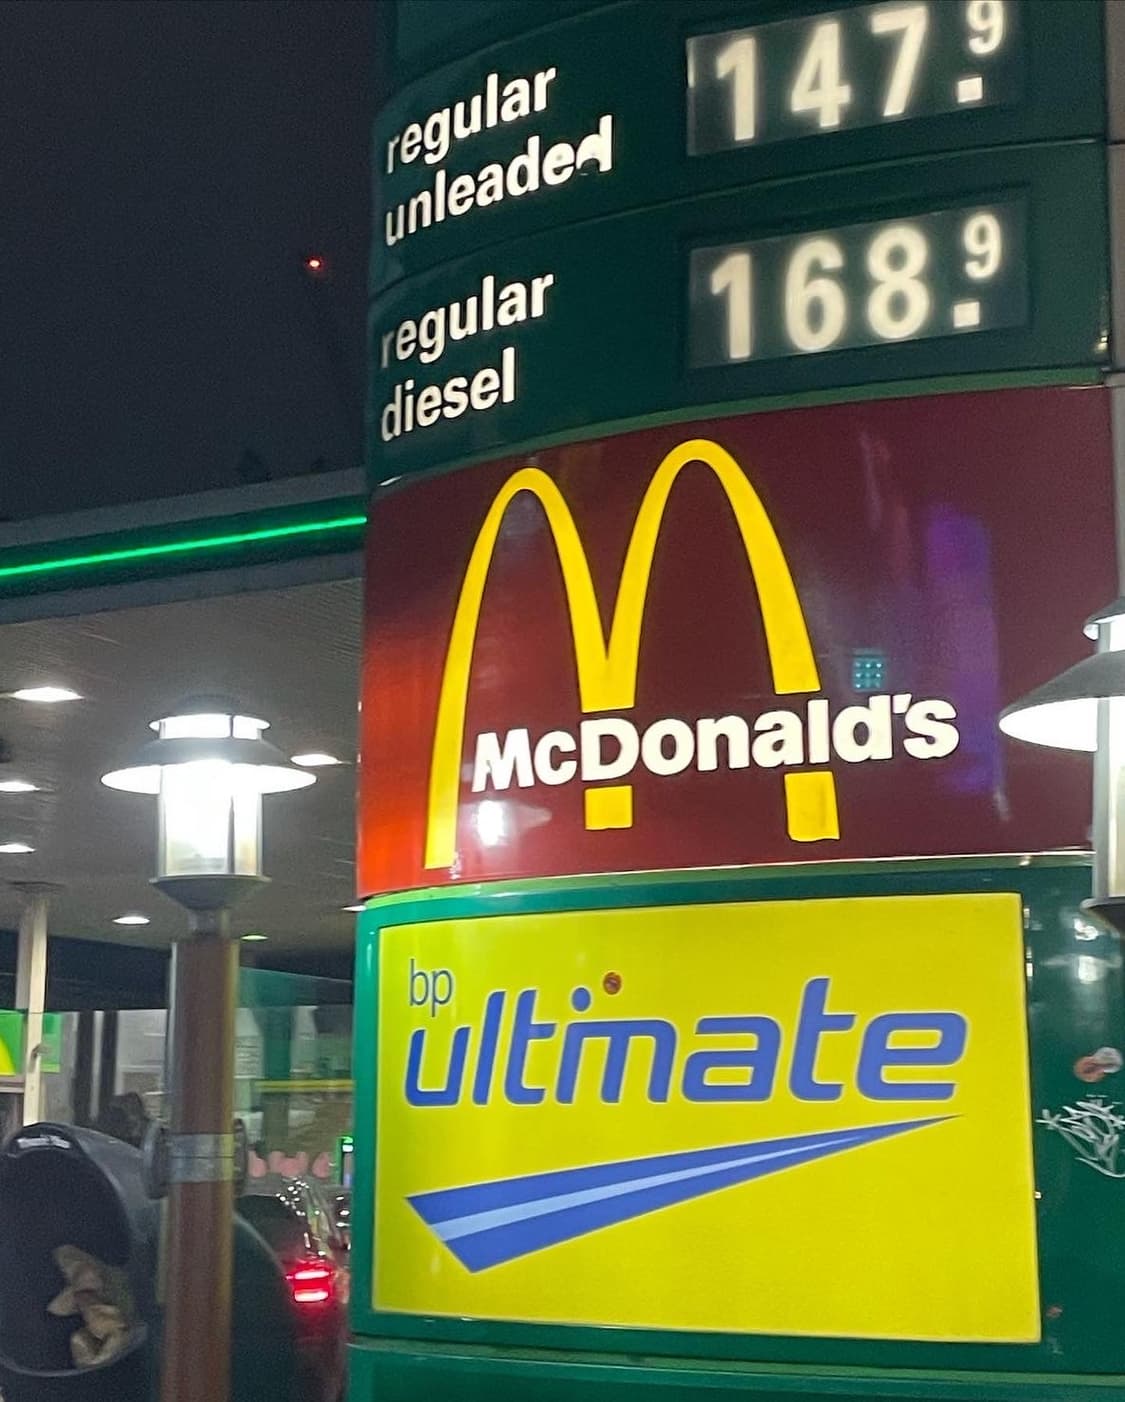 regular
unleaded
147.9
regular
diesel
168.9
McDonald's
bp
ultimate